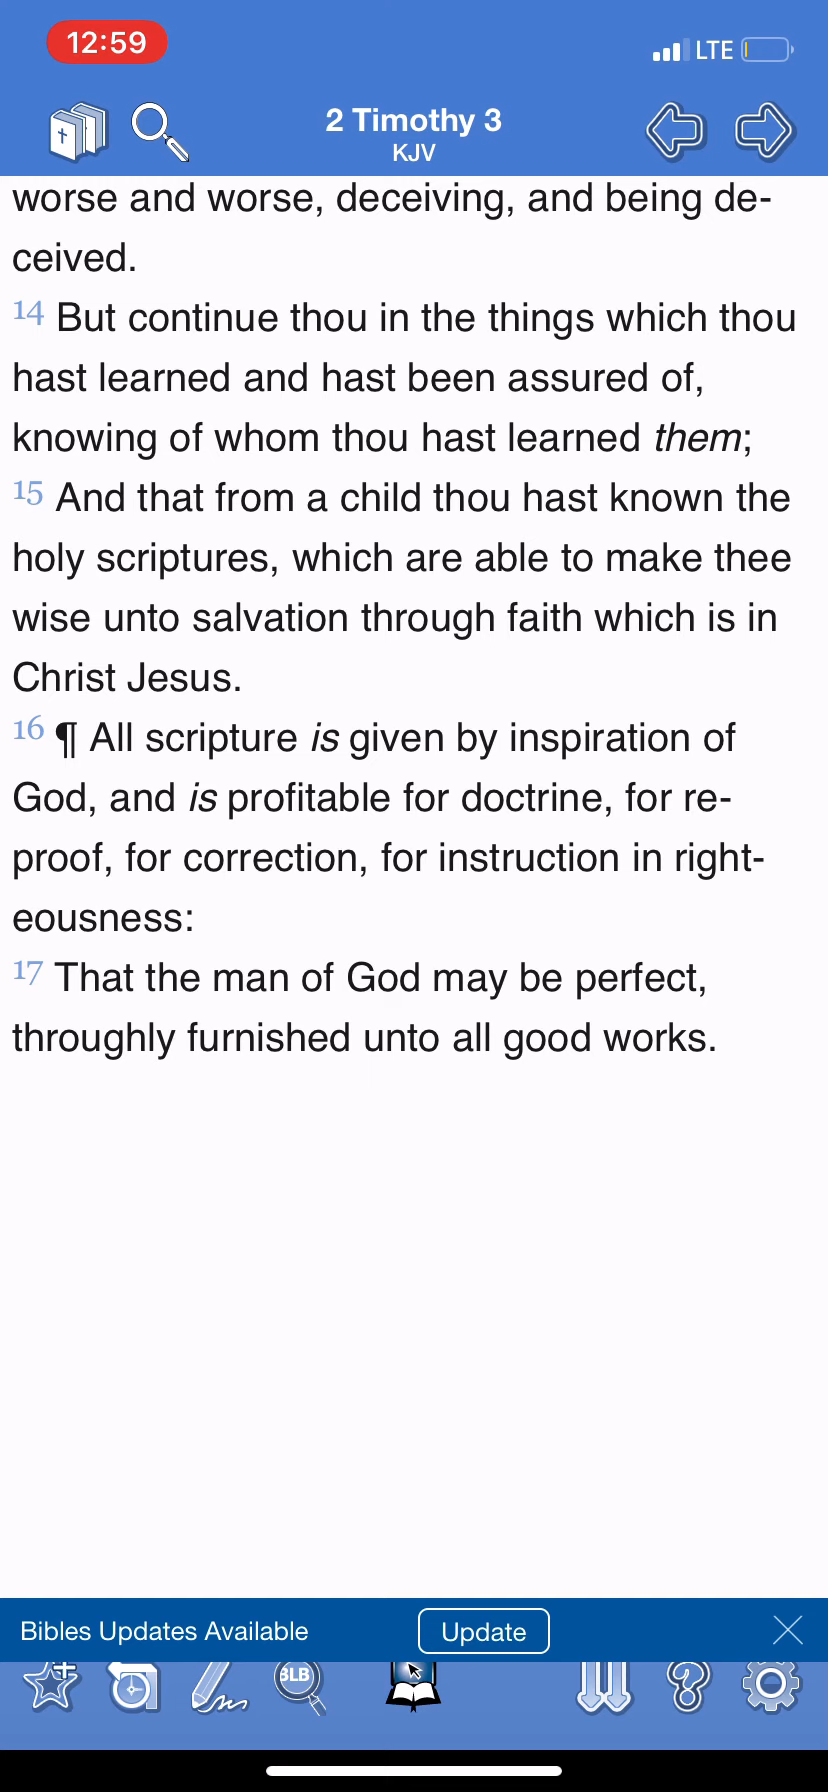 12:59
LTE
2 Timothy 3
KJV
worse and worse, deceiving, and being de-
ceived.
14 But continue thou in the things which thou
hast learned and hast been assured of,
knowing of whom thou hast learned them;
15 And that from a child thou hast known the
holy scriptures, which are able to make thee
wise unto salvation through faith which is in
Christ Jesus.
16 ¶ All scripture is given by inspiration of
God, and is profitable for doctrine, for re-
proof, for correction, for instruction in right-
eousness:
17 That the man of God may be perfect,
throughly furnished unto all good works.
Bibles Updates Available
Update
BLB